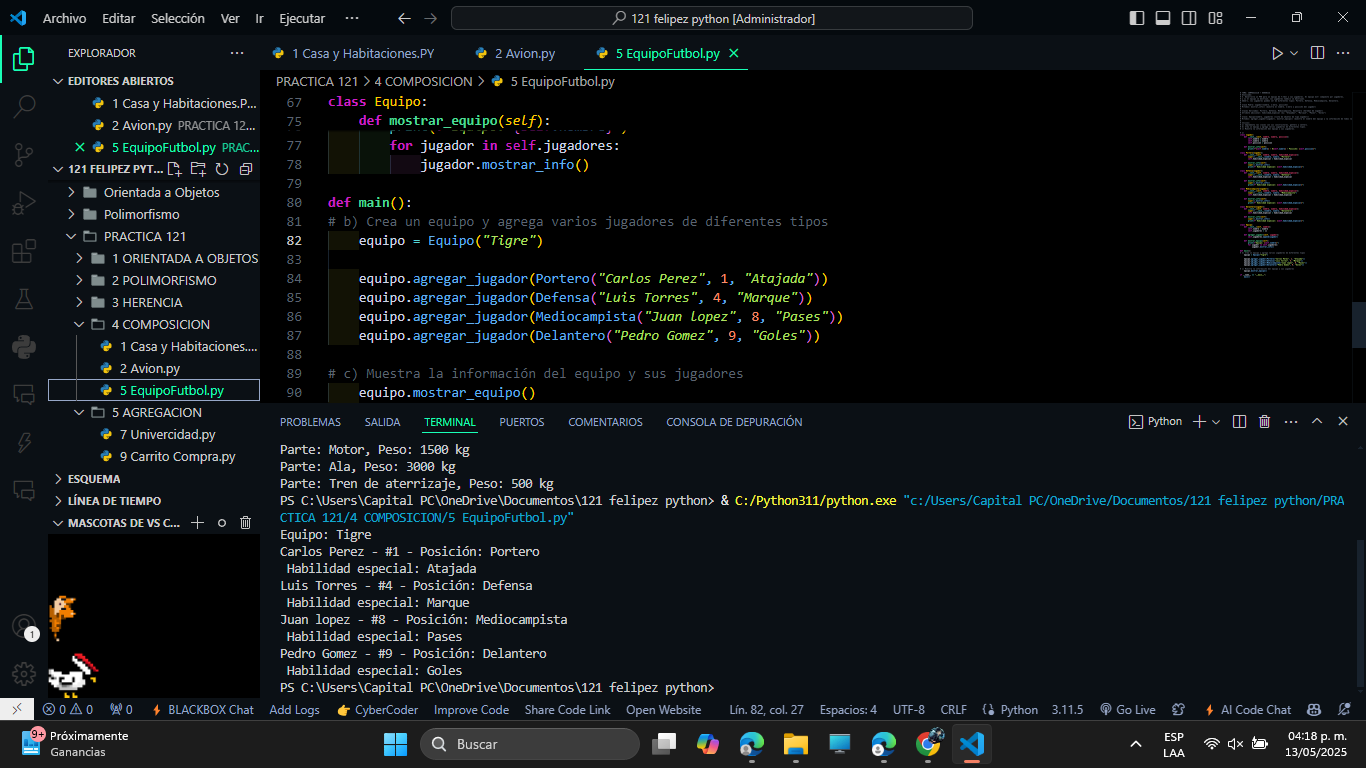 Archivo Editar Selección Ver Ir Ejecutar ··· 121 felipez python [Administrador]
EXPLORADOR ···
EDITORES ABIERTOS
1 Casa y Habitaciones.P...
2 Avion.py PRACTICA 12...
5 EquipoFutbol.py PRAC...
121 FELIPEZ PYT...
Orientada a Objetos
Polimorfismo
PRACTICA 121
1 ORIENTADA A OBJETOS
2 POLIMORFISMO
3 HERENCIA
4 COMPOSICION
1 Casa y Habitaciones....
2 Avion.py
5 EquipoFutbol.py
5 AGREGACION
7 Univercidad.py
9 Carrito Compra.py
ESQUEMA
LÍNEA DE TIEMPO
MASCOTAS DE VS C...
1
1 Casa y Habitaciones.PY 2 Avion.py 5 EquipoFutbol.py
PRACTICA 121 > 4 COMPOSICION > 5 EquipoFutbol.py
67 class Equipo:
75 def mostrar_equipo(self):
77 for jugador in self.jugadores:
78 jugador.mostrar_info()
79
80 def main():
81 # b) Crea un equipo y agrega varios jugadores de diferentes tipos
82 equipo = Equipo("Tigre")
83
84 equipo.agregar_jugador(Portero("Carlos Perez", 1, "Atajada"))
85 equipo.agregar_jugador(Defensa("Luis Torres", 4, "Marque"))
86 equipo.agregar_jugador(Mediocampista("Juan lopez", 8, "Pases"))
87 equipo.agregar_jugador(Delantero("Pedro Gomez", 9, "Goles"))
88
89 # c) Muestra la información del equipo y sus jugadores
90 equipo.mostrar_equipo()
PROBLEMAS SALIDA TERMINAL PUERTOS COMENTARIOS CONSOLA DE DEPURACIÓN Python
Parte: Motor, Peso: 1500 kg
Parte: Ala, Peso: 3000 kg
Parte: Tren de aterrizaje, Peso: 500 kg
PS C:\Users\Capital PC\OneDrive\Documentos\121 felipez python> & C:/Python311/python.exe "c:/Users/Capital PC/OneDrive/Documentos/121 felipez python/PRA
CTICA 121/4 COMPOSICION/5 EquipoFutbol.py"
Equipo: Tigre
Carlos Perez - #1 - Posición: Portero
Habilidad especial: Atajada
Luis Torres - #4 - Posición: Defensa
Habilidad especial: Marque
Juan lopez - #8 - Posición: Mediocampista
Habilidad especial: Pases
Pedro Gomez - #9 - Posición: Delantero
Habilidad especial: Goles
PS C:\Users\Capital PC\OneDrive\Documentos\121 felipez python>
0 0 0 BLACKBOX Chat Add Logs CyberCoder Improve Code Share Code Link Open Website Lín. 82, col. 27 Espacios: 4 UTF-8 CRLF Python 3.11.5 Go Live AI Code Chat
9+ Próximamente
Ganancias
Buscar
ESP
LAA
04:18 p. m.
13/05/2025